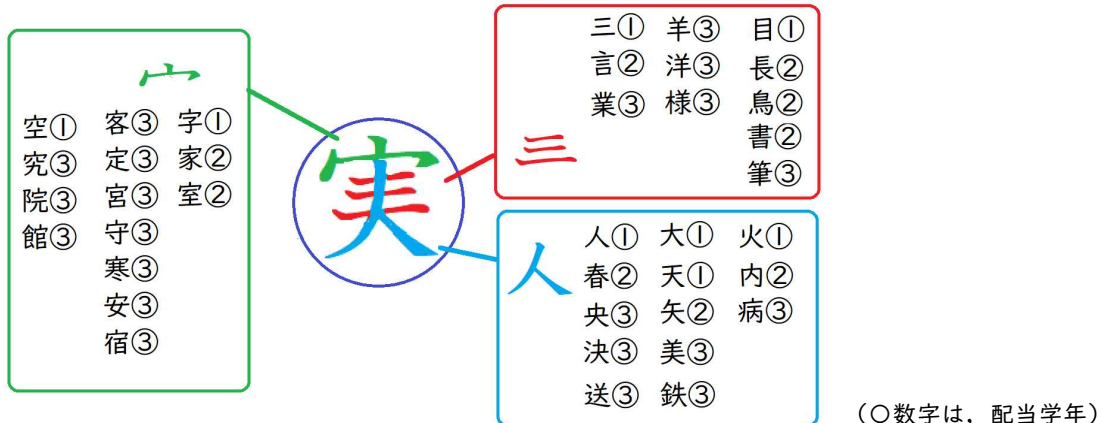 宀
空① 客③ 字①
究③ 定③ 家②
院③ 宮③ 室②
館③ 守③
寒③
安③
宿③
実
三
三① 羊③ 目①
言② 洋③ 長②
業③ 様③ 鳥②
書②
筆③
人
人① 大① 火①
春② 天① 内②
央③ 矢② 病③
決③ 美③
送③ 鉄③
（○数字は，配当学年）